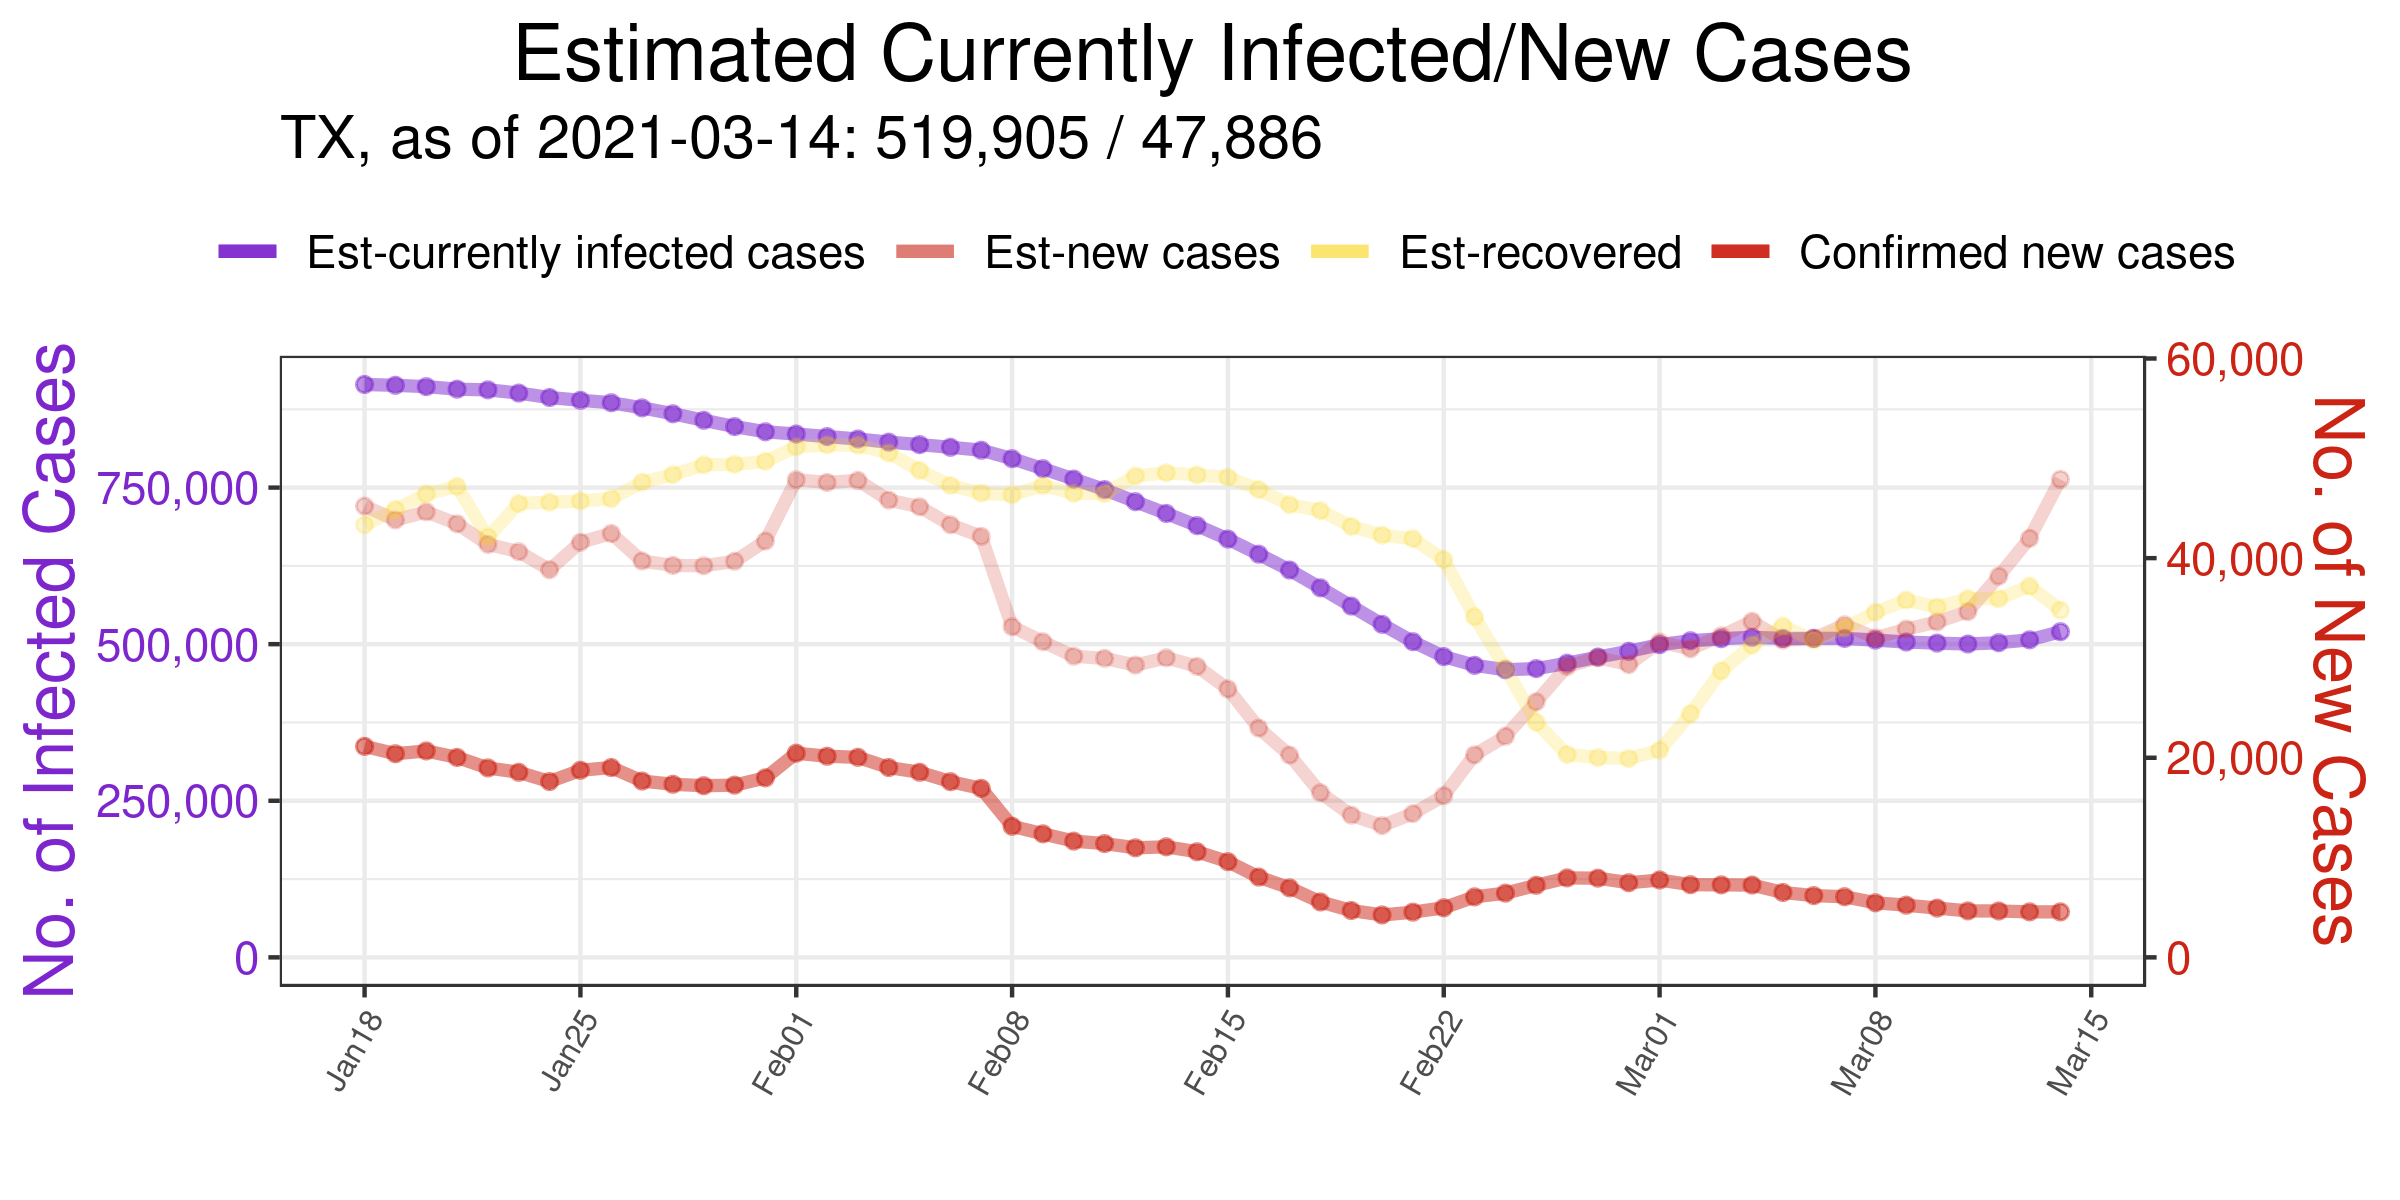 Estimated Currently Infected/New Cases
TX, as of 2021-03-14: 519,905 / 47,886
Est-currently infected cases
Est-new cases
Est-recovered
Confirmed new cases
No. of Infected Cases
750,000
500,000
250,000
0
60,000
40,000
20,000
0
No. of New Cases
Jan18
Jan25
Feb01
Feb08
Feb15
Feb22
Mar01
Mar08
Mar15